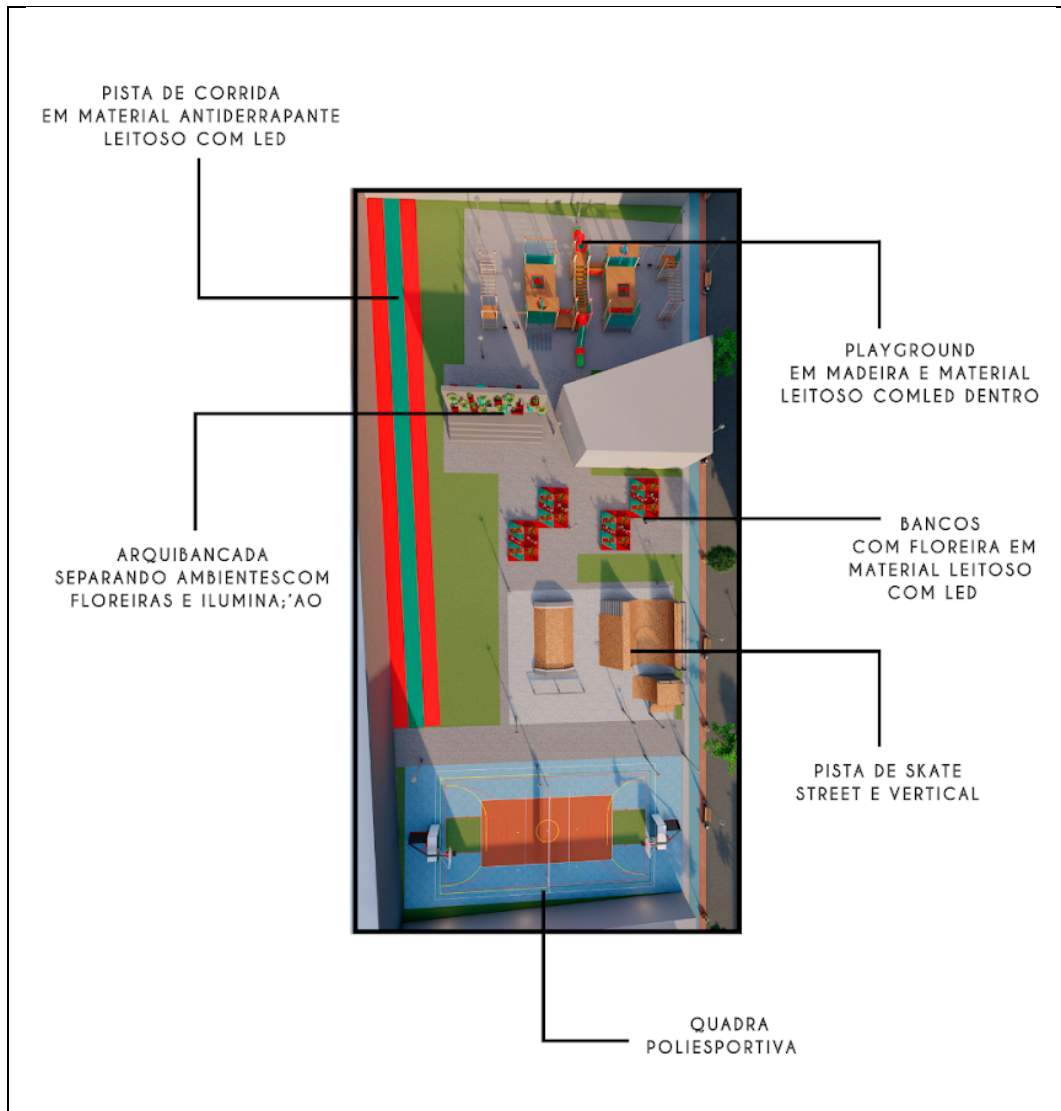 PISTA DE CORRIDA
EM MATERIAL ANTIDERRAPANTE
LEITOSO COM LED
PLAYGROUND
EM MADEIRA E MATERIAL
LEITOSO COMLED DENTRO
ARQUIBANCADA
SEPARANDO AMBIENTESCOM
FLOREIRAS E ILUMINA;'AO
BANCOS
COM FLOREIRA EM
MATERIAL LEITOSO
COM LED
PISTA DE SKATE
STREET E VERTICAL
QUADRA
POLIESPORTIVA